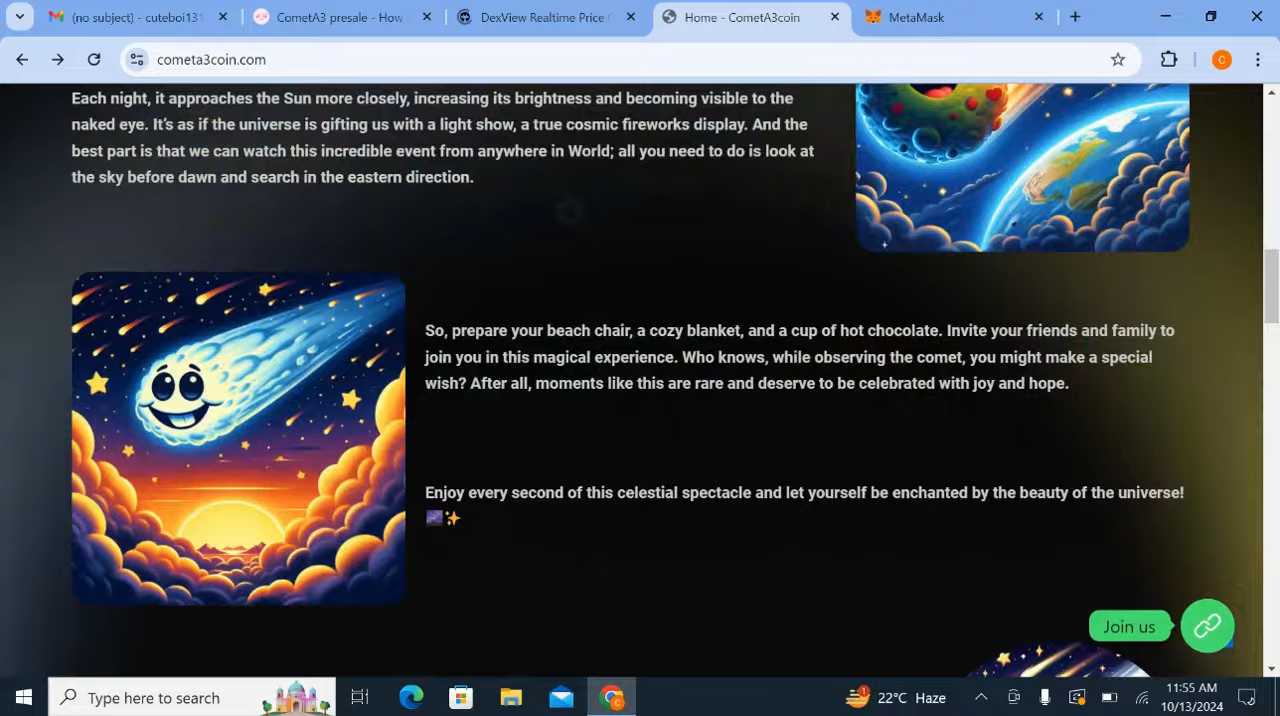 (no subject) - cuteboi131
CometA3 presale - How
DexView Realtime Price
Home - CometA3coin
MetaMask
cometa3coin.com
C
Each night, it approaches the Sun more closely, increasing its brightness and becoming visible to the
naked eye. It's as if the universe is gifting us with a light show, a true cosmic fireworks display. And the
best part is that we can watch this incredible event from anywhere in World; all you need to do is look at
the sky before dawn and search in the eastern direction.
So, prepare your beach chair, a cozy blanket, and a cup of hot chocolate. Invite your friends and family to
join you in this magical experience. Who knows, while observing the comet, you might make a special
wish? After all, moments like this are rare and deserve to be celebrated with joy and hope.
Enjoy every second of this celestial spectacle and let yourself be enchanted by the beauty of the universe!
Join us
Type here to search
1
22°C Haze
11:55 AM
10/13/2024